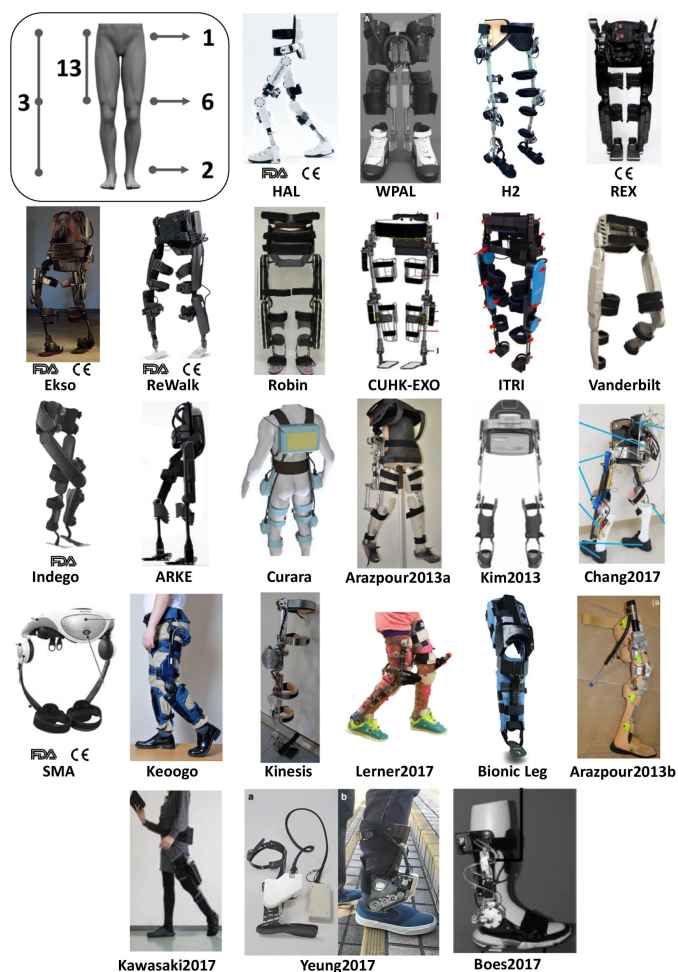 1
13
3
6
2
A
FDA CE
CE
HAL
WPAL
H2
REX
FDA CE
FDA CE
Ekso
ReWalk
Robin
CUHK-EXO
ITRI
Vanderbilt
FDA
Indego
ARKE
Curara
Arazpour2013a
Kim2013
Chang2017
(a
FDA CE
SMA
Keoogo
Kinesis
Lerner2017
Bionic Leg
Arazpour2013b
a
b
Kawasaki2017
Yeung2017
Boes2017